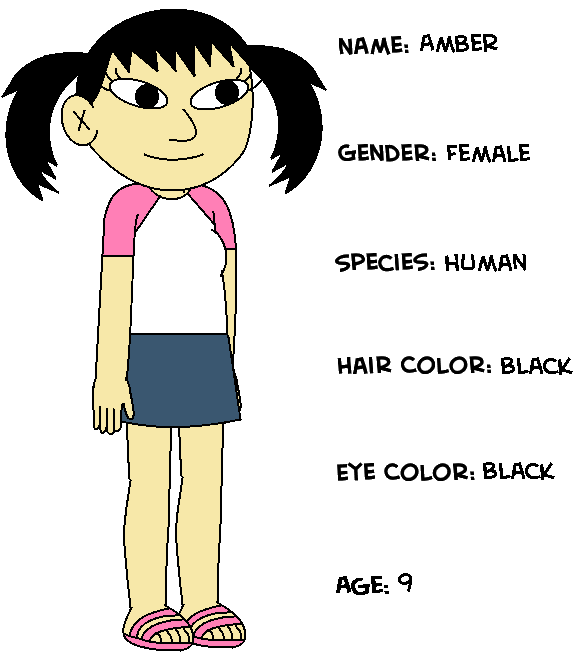 NAME: AMBER
GENDER: FEMALE
SPECIES: HUMAN
HAIR COLOR: BLACK
EYE COLOR: BLACK
AGE: 9